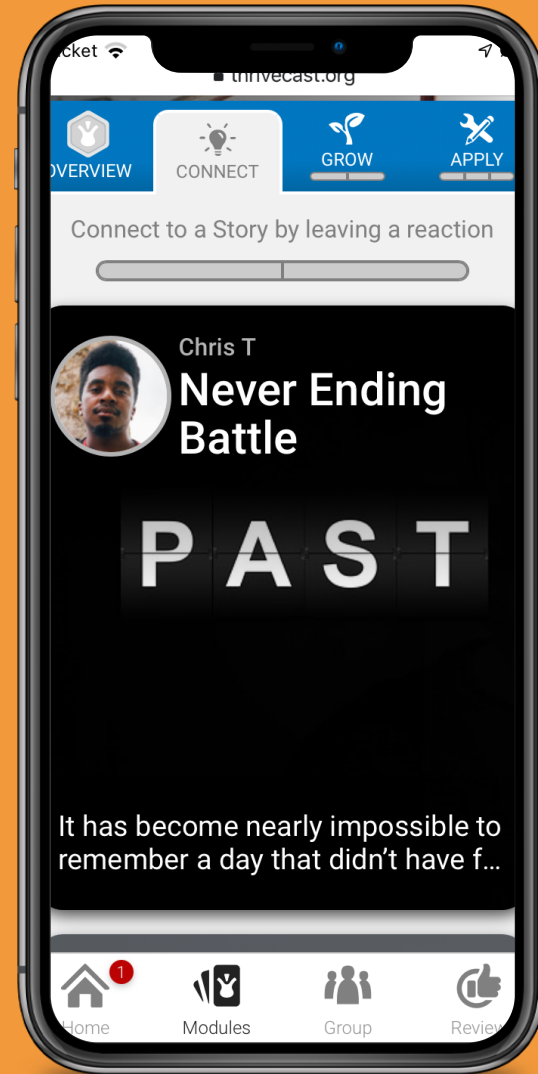 cket
thrivecast.org
OVERVIEW
CONNECT
GROW
APPLY
Connect to a Story by leaving a reaction
Chris T
Never Ending
Battle
PAST
It has become nearly impossible to
remember a day that didn't have f...
1
Home
Modules
Group
Review